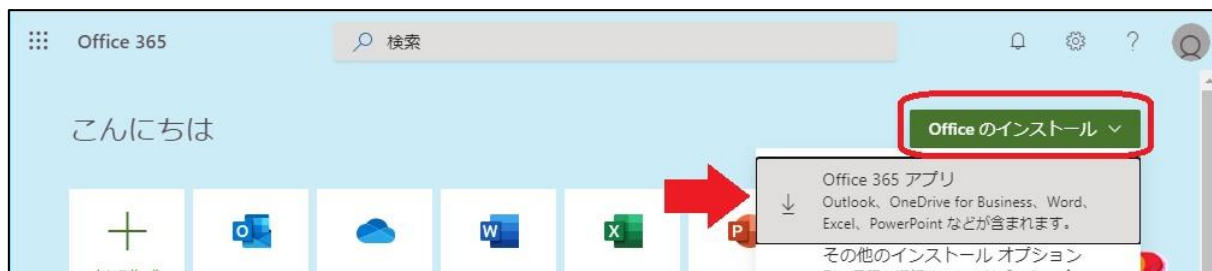 Office 365
検索
こんにちは
Office のインストール
Office 365 アプリ
Outlook、OneDrive for Business、Word、
Excel、PowerPoint などが含まれます。
その他のインストール オプション